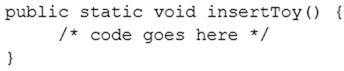 public static void insertToy() {
/* code goes here */
}